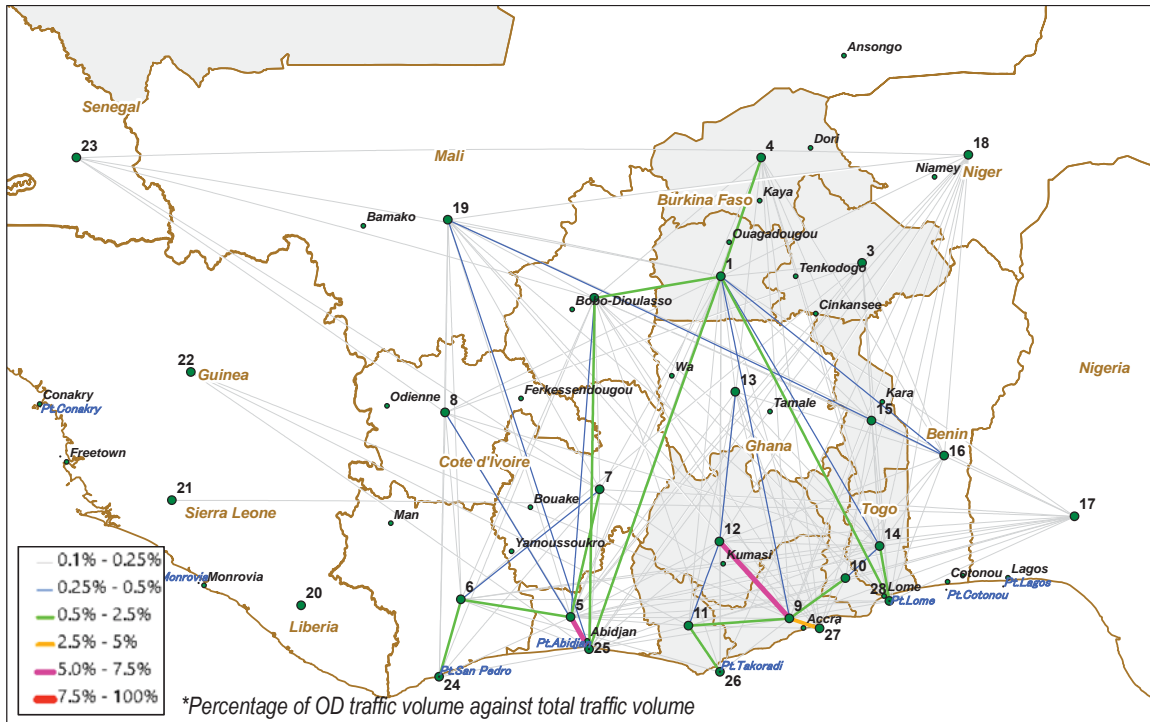 Ansongo
Senegal
23
Mali
4
Dori
18
Niamey
Niger
Kaya
Burkina Faso
19
Bamako
Ouagadougou
1
3
Tenkodogo
Bobo-Dioulasso
Cinkansee
22
Guinea
Wa
Nigeria
13
Conakry
Pt.Conakry
Odienne
Ferkessendougou
Kara
8
Tamale
15
Ghana
Benin
16
Freetown
Cote d'Ivoire
7
21
Sierra Leone
Bouake
Togo
17
Man
12
14
Yamoussoukro
Kumasi
10
Cotonou
Lagos
Pt.Lagos
Pt.Cotonou
Monrovia
Monrovia
20
Liberia
6
5
28
Lome
Pt.Lome
11
9
Accra
27
Abidjan
Pt.Abidjan
25
Pt.San Pedro
24
Pt.Takoradi
26
0.1% - 0.25%
0.25% - 0.5%
0.5% - 2.5%
2.5% - 5%
5.0% - 7.5%
7.5% - 100%
*Percentage of OD traffic volume against total traffic volume